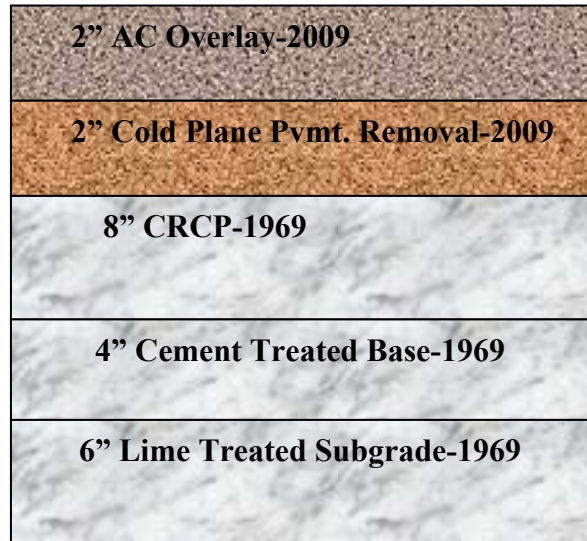 2” AC Overlay-2009
2” Cold Plane Pvmt. Removal-2009
8” CRCP-1969
4” Cement Treated Base-1969
6” Lime Treated Subgrade-1969